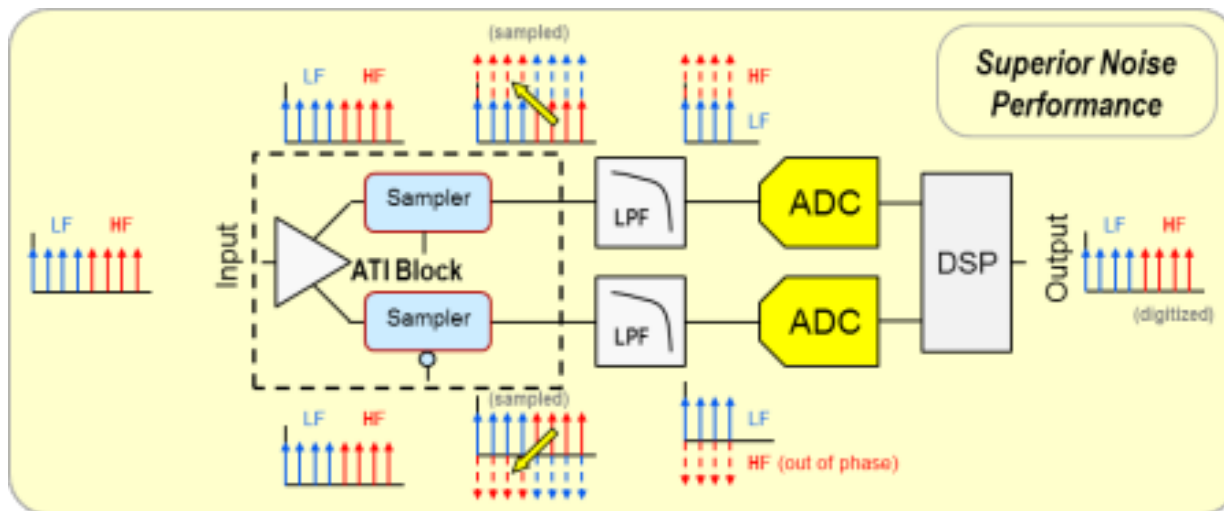 (sampled)
LF HF
HF
LF
Superior Noise
Performance
Sampler
LPF
ADC
LF HF
Input
ATI Block
DSP
Output
LF HF
(digitized)
Sampler
LPF
ADC
(sampled)
LF HF
LF
HF (out of phase)